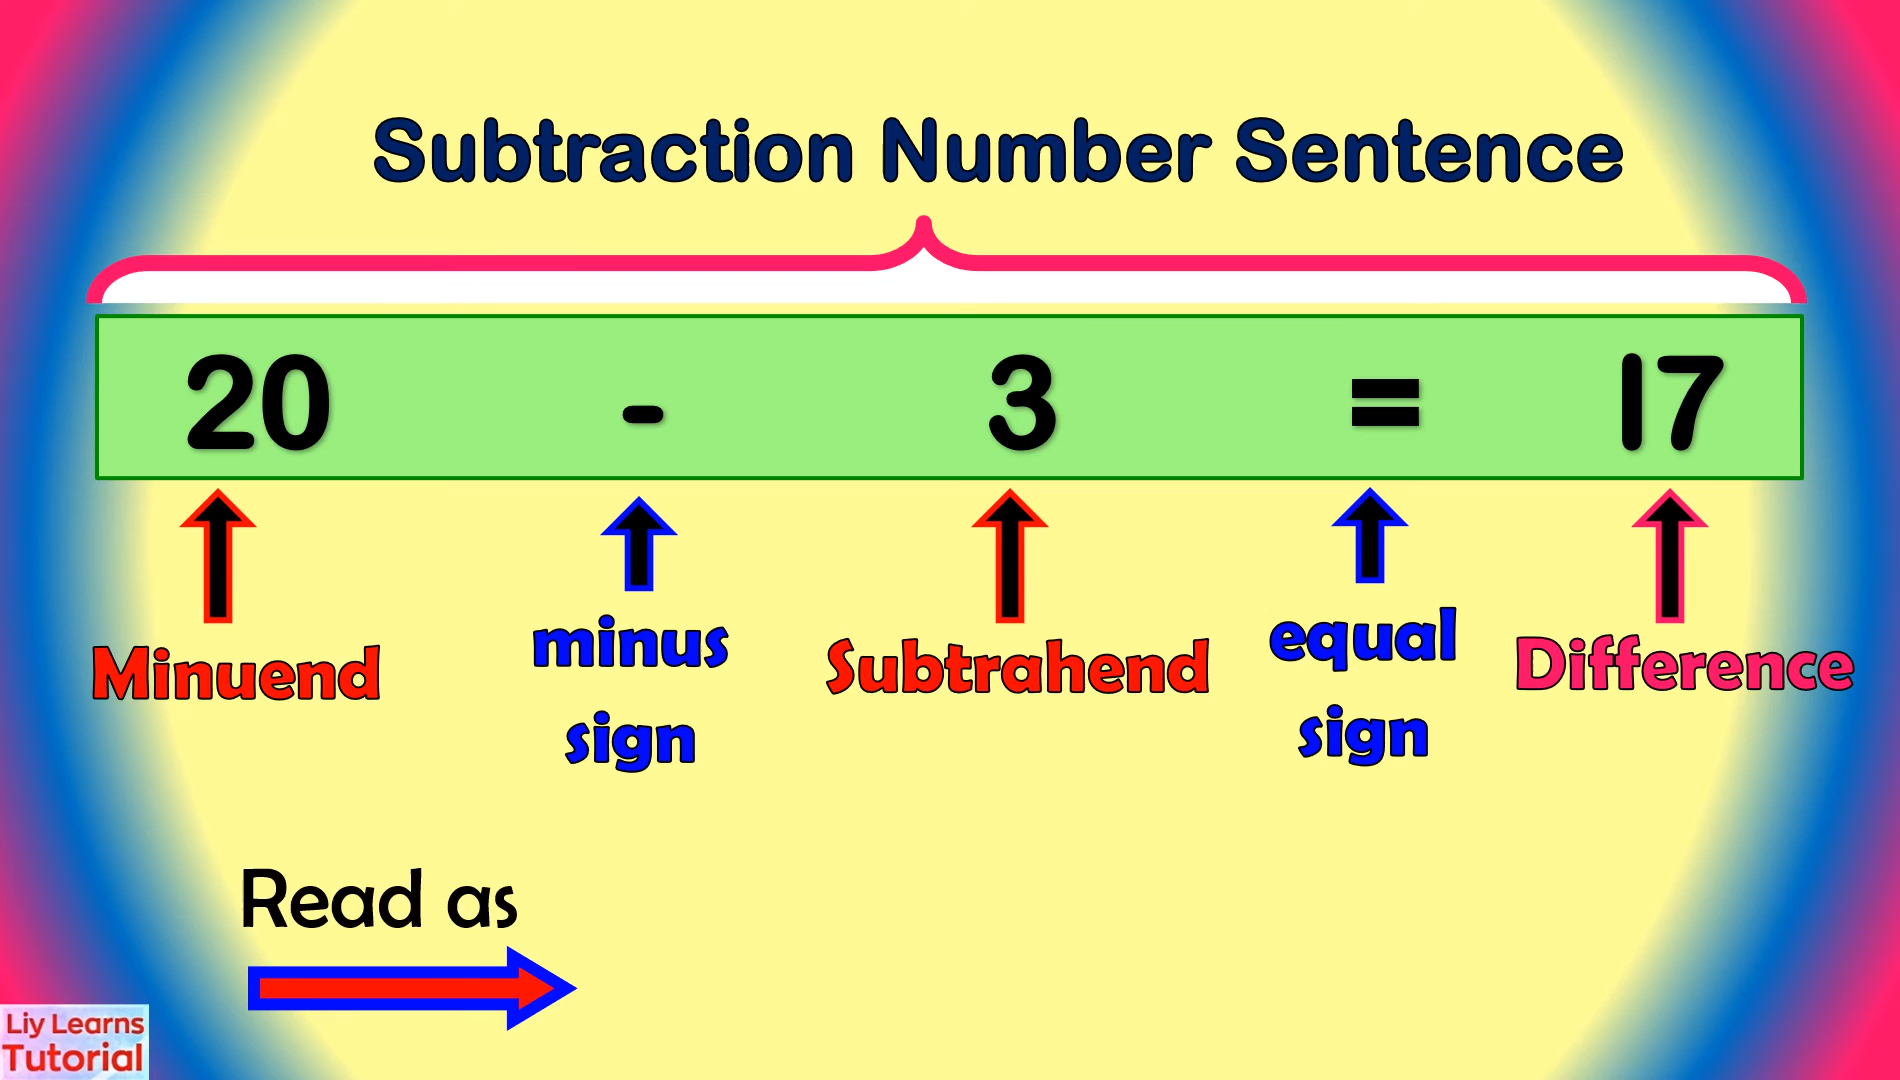 Subtraction Number Sentence
20 - 3 = 17
Minuend
minus
sign
Subtrahend
equal
sign
Difference
Read as
Liy Learns
Tutorial